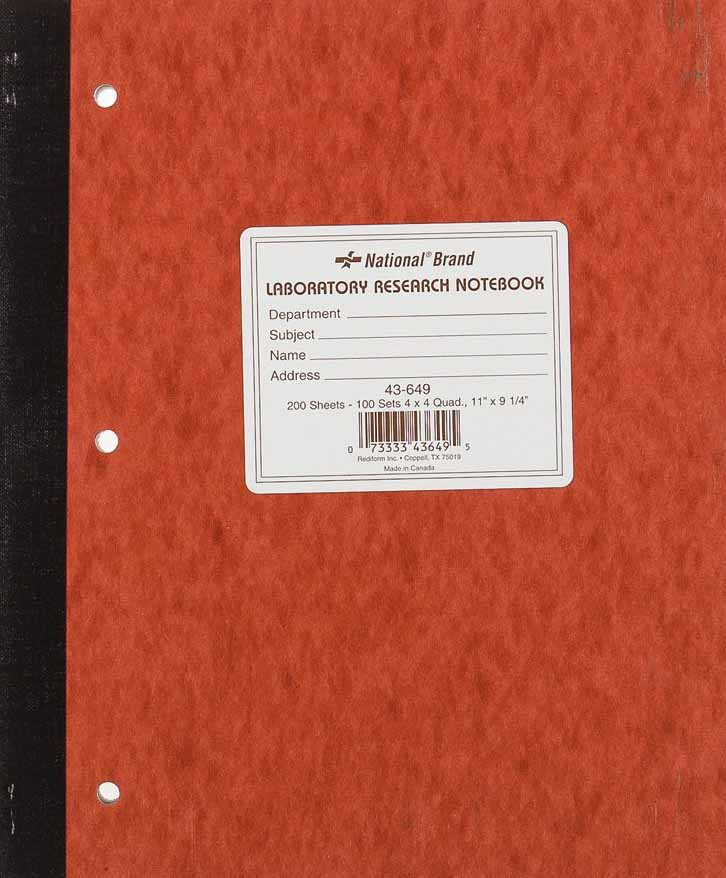 National® Brand
LABORATORY RESEARCH NOTEBOOK
Department
Subject
Name
Address
43-649
200 Sheets - 100 Sets 4 x 4 Quad., 11" x 9 1/4"
0 73333 43649 5
Rediform Inc. • Coppell, TX 75019
Made in Canada